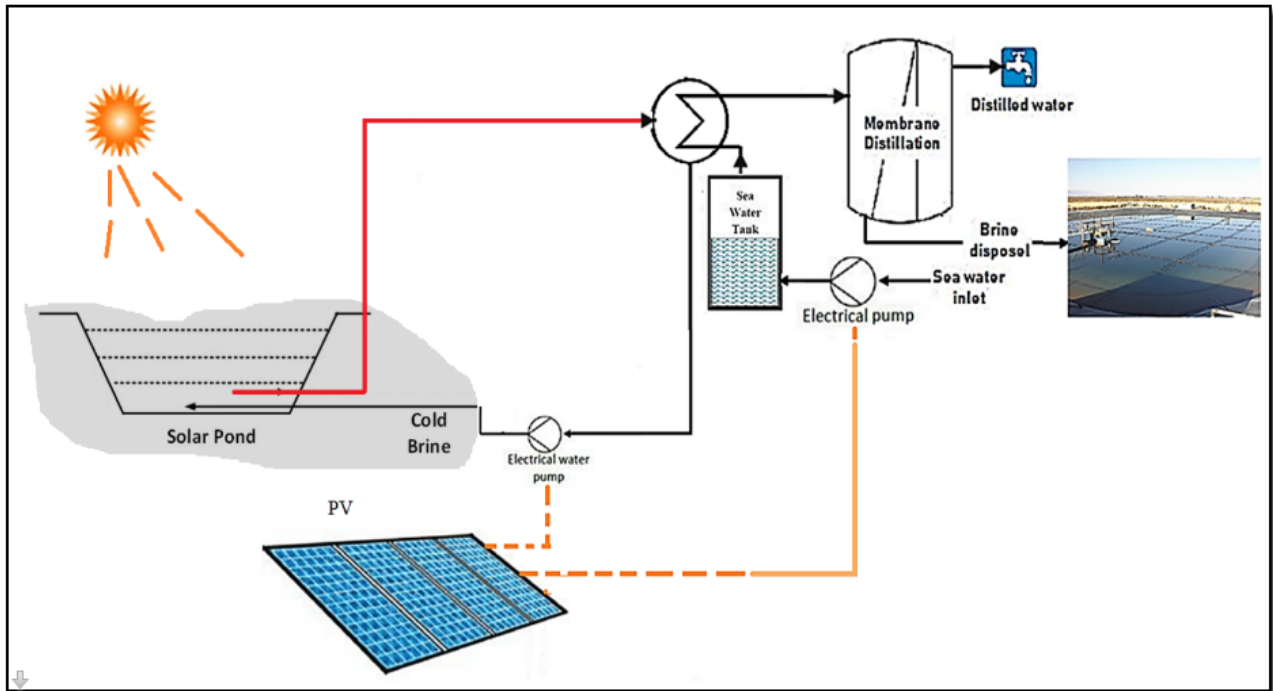 Distilled water
Membrane
Distillation
Sea
Water
Tank
Brine
disposol
Sea water
inlet
Electrical pump
Solar Pond
Cold
Brine
Electrical water
pump
PV